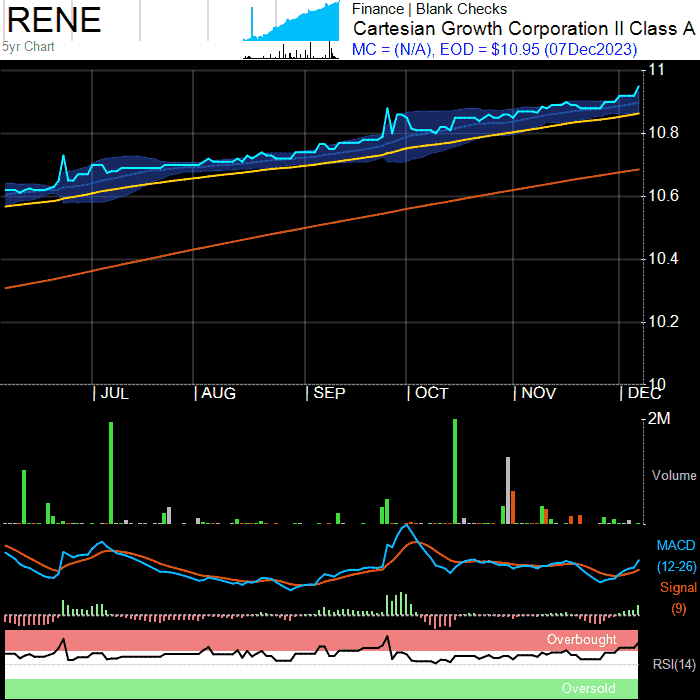 RENE
5yr Chart
Finance | Blank Checks
Cartesian Growth Corporation II Class A
MC = (N/A), EOD = $10.95 (07Dec2023)
11
10.8
10.6
10.4
10.2
10
| JUL | AUG | SEP | OCT | NOV | DEC
2M
Volume
MACD
(12-26)
Signal
(9)
Overbought
RSI(14)
Oversold